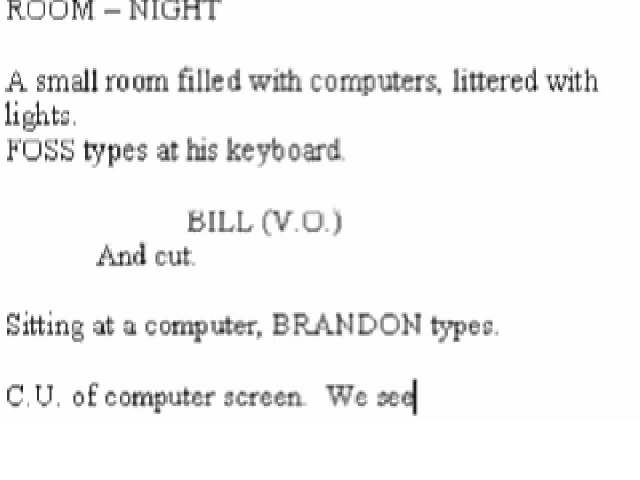 ROOM – NIGHT
A small room filled with computers, littered with
lights.
FOSS types at his keyboard.
BILL (V.O.)
And cut.
Sitting at a computer, BRANDON types.
C.U. of computer screen. We see